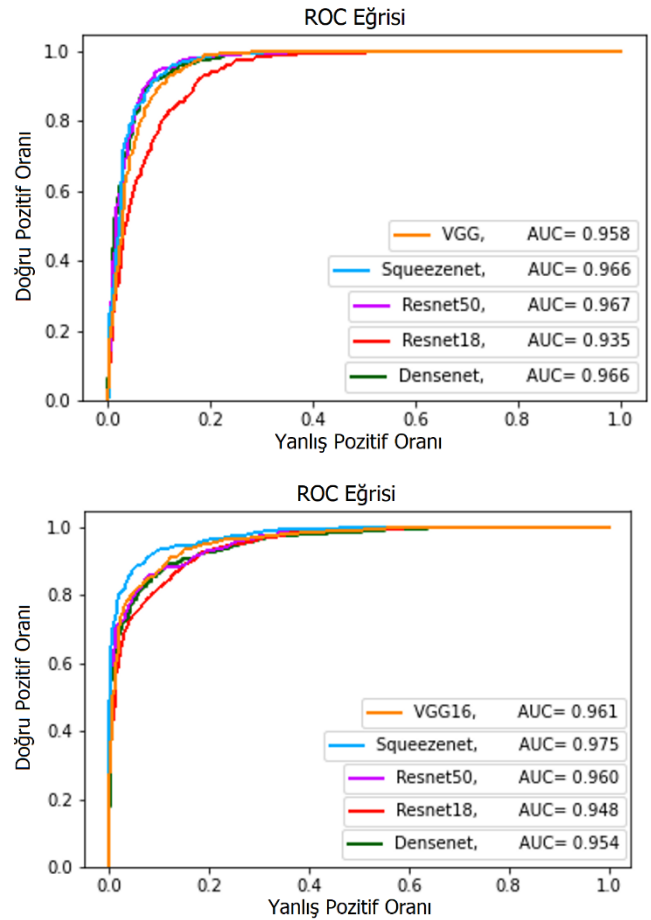 ROC Eğrisi
Doğru Pozitif Oranı
1.0
0.8
0.6
0.4
0.2
0.0
VGG, AUC= 0.958
Squeezenet, AUC= 0.966
Resnet50, AUC= 0.967
Resnet18, AUC= 0.935
Densenet, AUC= 0.966
0.0 0.2 0.4 0.6 0.8 1.0
Yanlış Pozitif Oranı
ROC Eğrisi
Doğru Pozitif Oranı
1.0
0.8
0.6
0.4
0.2
0.0
VGG16, AUC= 0.961
Squeezenet, AUC= 0.975
Resnet50, AUC= 0.960
Resnet18, AUC= 0.948
Densenet, AUC= 0.954
0.0 0.2 0.4 0.6 0.8 1.0
Yanlış Pozitif Oranı